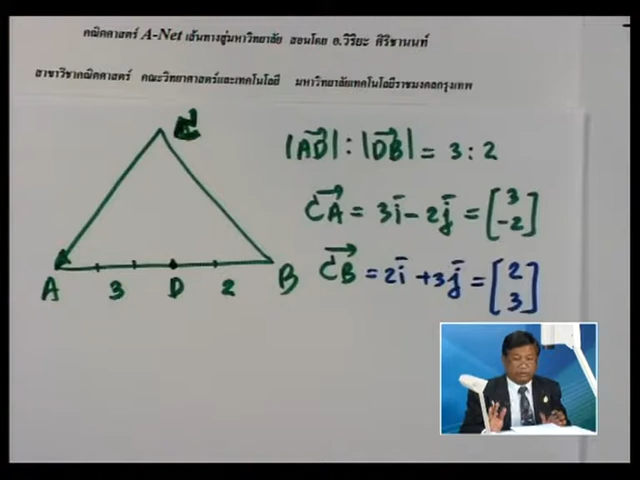 คณิตศาสตร์ A-Net เส้นทางสู่มหาวิทยาลัย สอนโดย อ.วิริยะ ศิริชานนท์
สาขาวิชาคณิตศาสตร์ คณะวิทยาศาสตร์และเทคโนโลยี มหาวิทยาลัยเทคโนโลยีราชมงคลกรุงเทพ
|AD⃗| : |DB⃗| = 3 : 2
CA⃗ = 3i̅ - 2j̅ = [3 -2]
CB⃗ = 2i̅ + 3j̅ = [2 3]
A 3 D 2 B